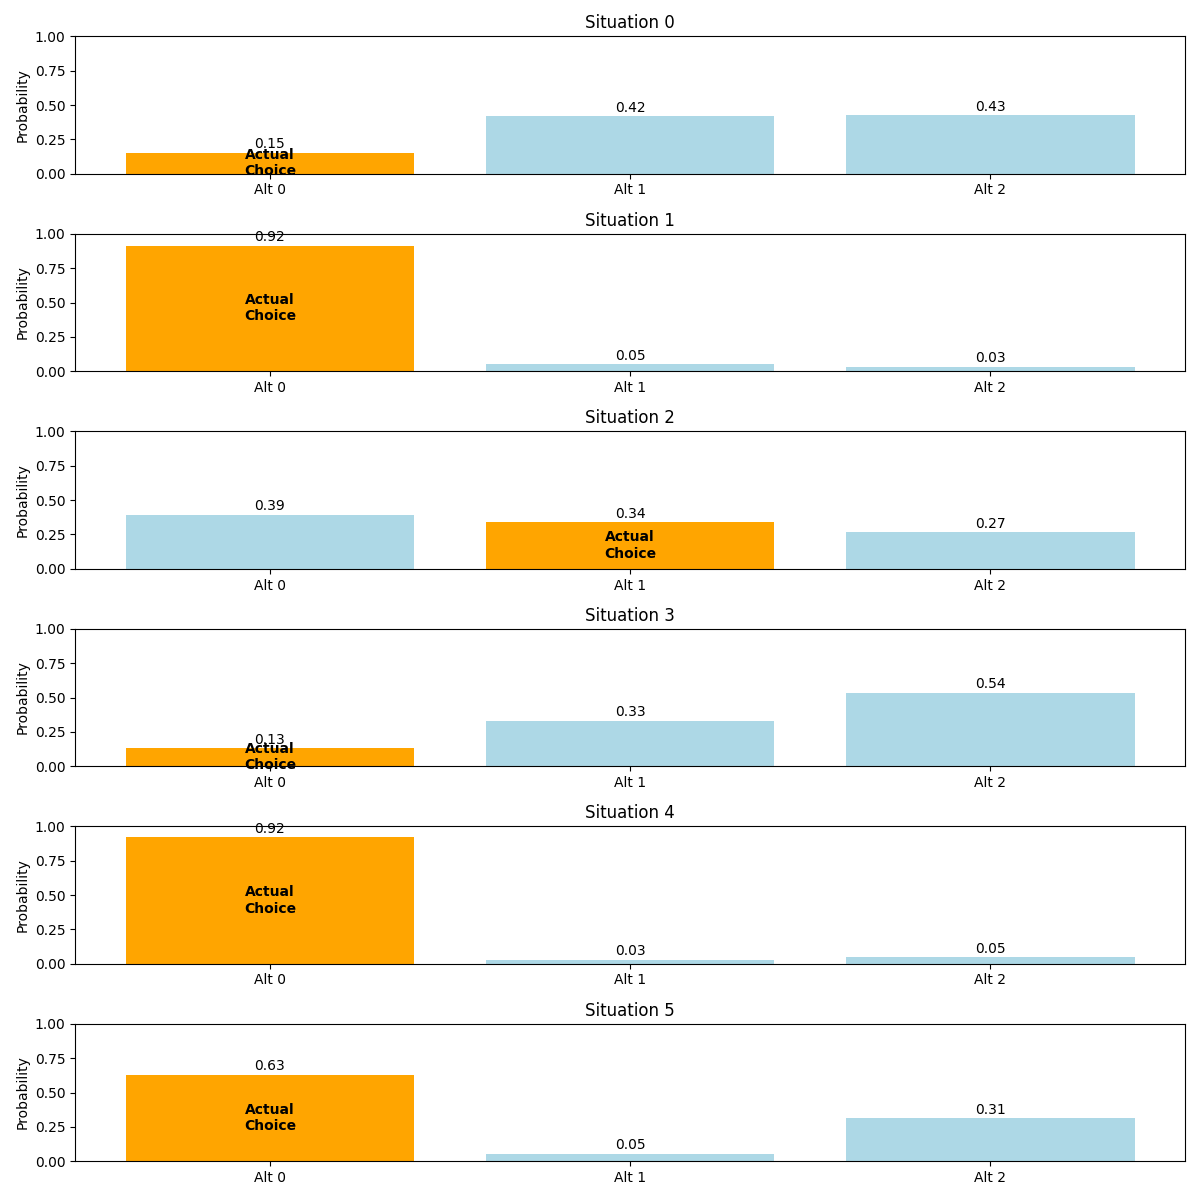 Situation 0
1.00
0.75
0.50
0.25
0.00
Probability
0.15
0.42
0.43
Actual
Choice
Alt 0
Alt 1
Alt 2
Situation 1
1.00
0.75
0.50
0.25
0.00
Probability
0.92
0.05
0.03
Actual
Choice
Alt 0
Alt 1
Alt 2
Situation 2
1.00
0.75
0.50
0.25
0.00
Probability
0.39
0.34
0.27
Actual
Choice
Alt 0
Alt 1
Alt 2
Situation 3
1.00
0.75
0.50
0.25
0.00
Probability
0.13
0.33
0.54
Actual
Choice
Alt 0
Alt 1
Alt 2
Situation 4
1.00
0.75
0.50
0.25
0.00
Probability
0.92
0.03
0.05
Actual
Choice
Alt 0
Alt 1
Alt 2
Situation 5
1.00
0.75
0.50
0.25
0.00
Probability
0.63
0.05
0.31
Actual
Choice
Alt 0
Alt 1
Alt 2